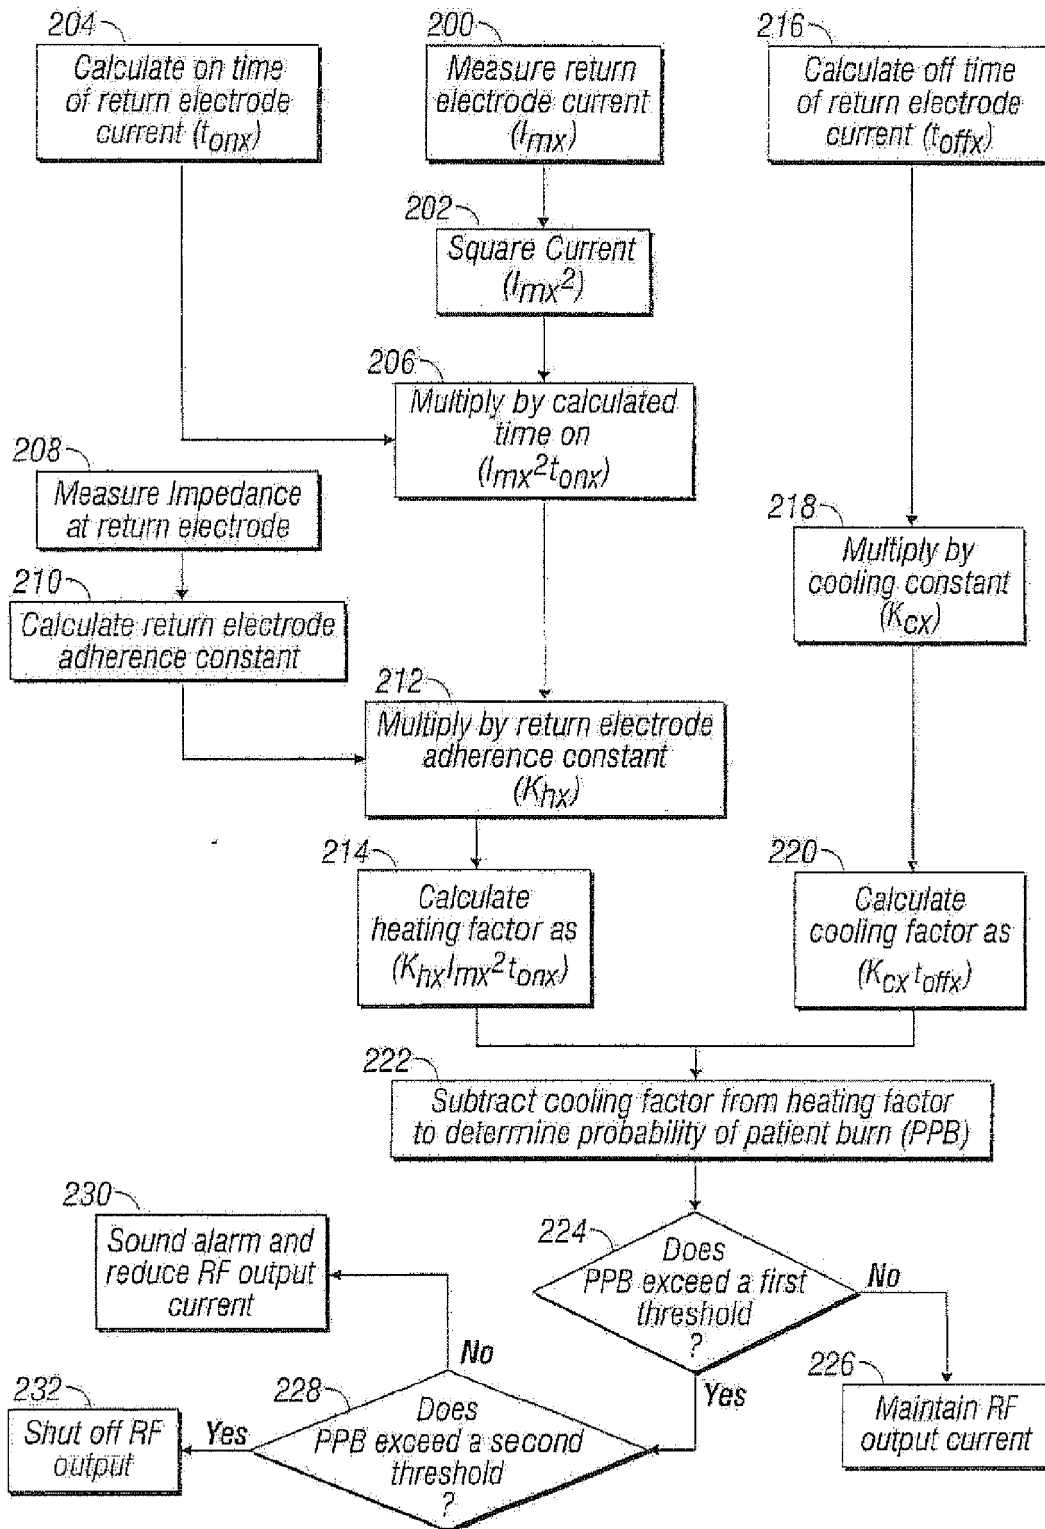 204
Calculate on time
of return electrode
current (tonx)
200
Measure return
electrode current
(Imx)
216
Calculate off time
of return electrode
current (toffx)
202
Square Current
(Imx²)
206
Multiply by calculated
time on
(Imx²tonx)
208
Measure Impedance
at return electrode
210
Calculate return electrode
adherence constant
218
Multiply by
cooling constant
(Kcx)
212
Multiply by return electrode
adherence constant
(Khx)
214
Calculate
heating factor as
(KhxImx²tonx)
220
Calculate
cooling factor as
(Kcx toffx)
222
Subtract cooling factor from heating factor
to determine probability of patient burn (PPB)
224
Does
PPB exceed a first
threshold
?
No
Yes
226
Maintain RF
output current
230
Sound alarm and
reduce RF output
current
No
228
Does
PPB exceed a second
threshold
?
Yes
232
Shut off RF
output